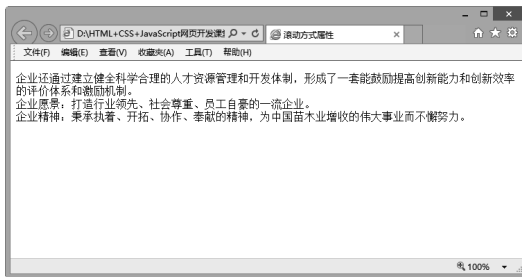 D:\HTML+CSS+JavaScript网页开发课
滚动方式属性
文件(F) 编辑(E) 查看(V) 收藏夹(A) 工具(T) 帮助(H)
企业还通过建立健全科学合理的人才资源管理和开发体制，形成了一套能鼓励提高创新能力和创新效率
的评价体系和激励机制。
企业愿景：打造行业领先、社会尊重、员工自豪的一流企业。
企业精神：秉承执着、开拓、协作、奉献的精神，为中国苗木业增收的伟大事业而不懈努力。
100%